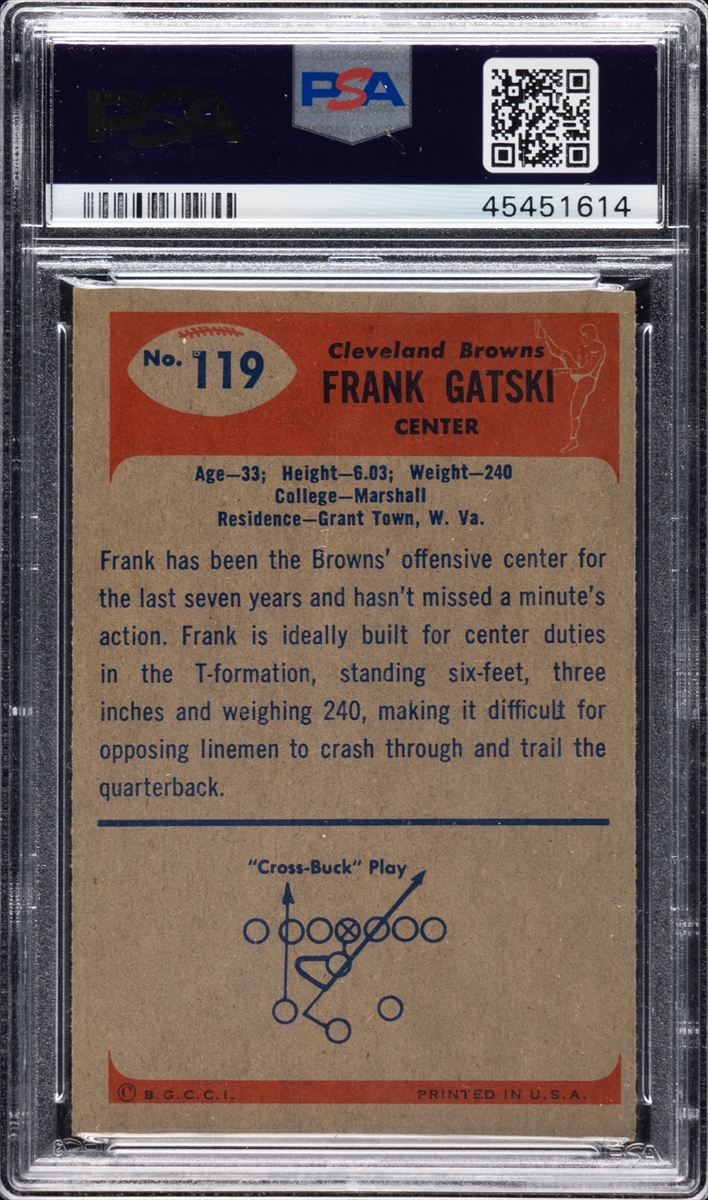 PSA
PSA
45451614
No. 119
Cleveland Browns
FRANK GATSKI
CENTER
Age—33; Height—6.03; Weight—240
College—Marshall
Residence—Grant Town, W. Va.
Frank has been the Browns' offensive center for
the last seven years and hasn't missed a minute's
action. Frank is ideally built for center duties
in the T-formation, standing six-feet, three
inches and weighing 240, making it difficult for
opposing linemen to crash through and trail the
quarterback.
"Cross-Buck" Play
© B.G.C.C.I.
PRINTED IN U.S.A.
PSA